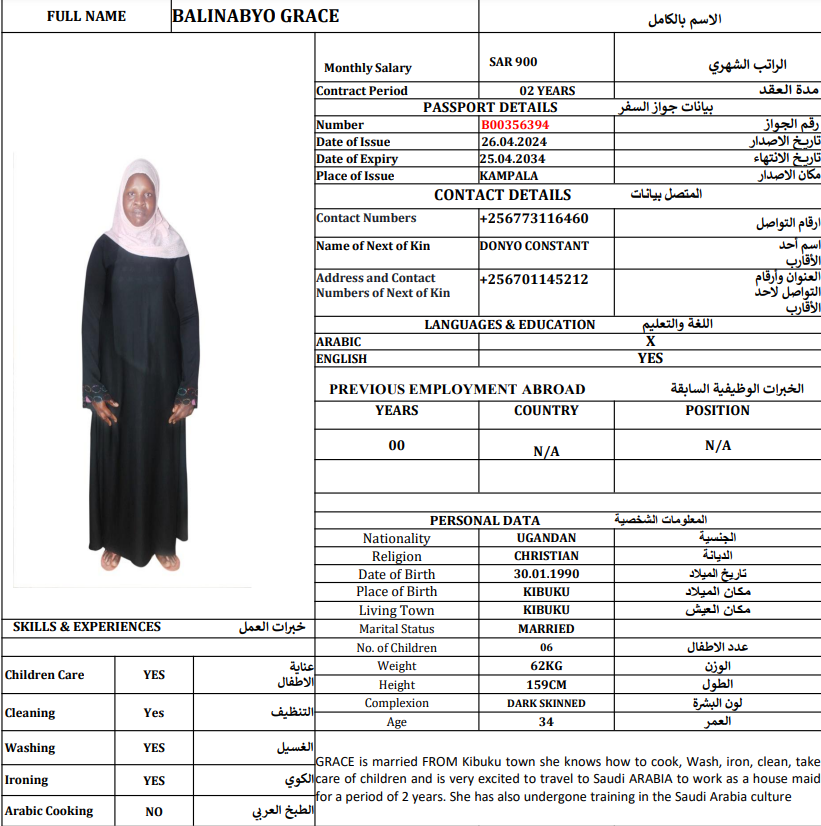 FULL NAME BALINABYO GRACE الاسم بالكامل
Monthly Salary SAR 900 الراتب الشهري
Contract Period 02 YEARS مدة العقد
PASSPORT DETAILS بيانات جواز السفر
Number B00356394 رقم الجواز
Date of Issue 26.04.2024 تاريخ الاصدار
Date of Expiry 25.04.2034 تاريخ الانتهاء
Place of Issue KAMPALA مكان الاصدار
CONTACT DETAILS المتصل بيانات
Contact Numbers +256773116460 ارقام التواصل
Name of Next of Kin DONYO CONSTANT اسم أحد
الأقارب
Address and Contact +256701145212 العنوان وأرقام
Numbers of Next of Kin التواصل لاحد
الأقارب
LANGUAGES & EDUCATION اللغة والتعليم
ARABIC X
ENGLISH YES
PREVIOUS EMPLOYMENT ABROAD الخبرات الوظيفية السابقة
YEARS COUNTRY POSITION
00 N/A N/A
PERSONAL DATA المعلومات الشخصية
Nationality UGANDAN الجنسية
Religion CHRISTIAN الديانة
Date of Birth 30.01.1990 تاريخ الميلاد
Place of Birth KIBUKU مكان الميلاد
Living Town KIBUKU مكان العيش
Marital Status MARRIED
No. of Children 06 عدد الاطفال
Weight 62KG الوزن
Height 159CM الطول
Complexion DARK SKINNED لون البشرة
Age 34 العمر
SKILLS & EXPERIENCES خبرات العمل
Children Care YES عناية
الاطفال
Cleaning Yes التنظيف
Washing YES الغسيل
Ironing YES الكوي
Arabic Cooking NO الطبخ العربي
GRACE is married FROM Kibuku town she knows how to cook, Wash, iron, clean, take
care of children and is very excited to travel to Saudi ARABIA to work as a house maid
for a period of 2 years. She has also undergone training in the Saudi Arabia culture